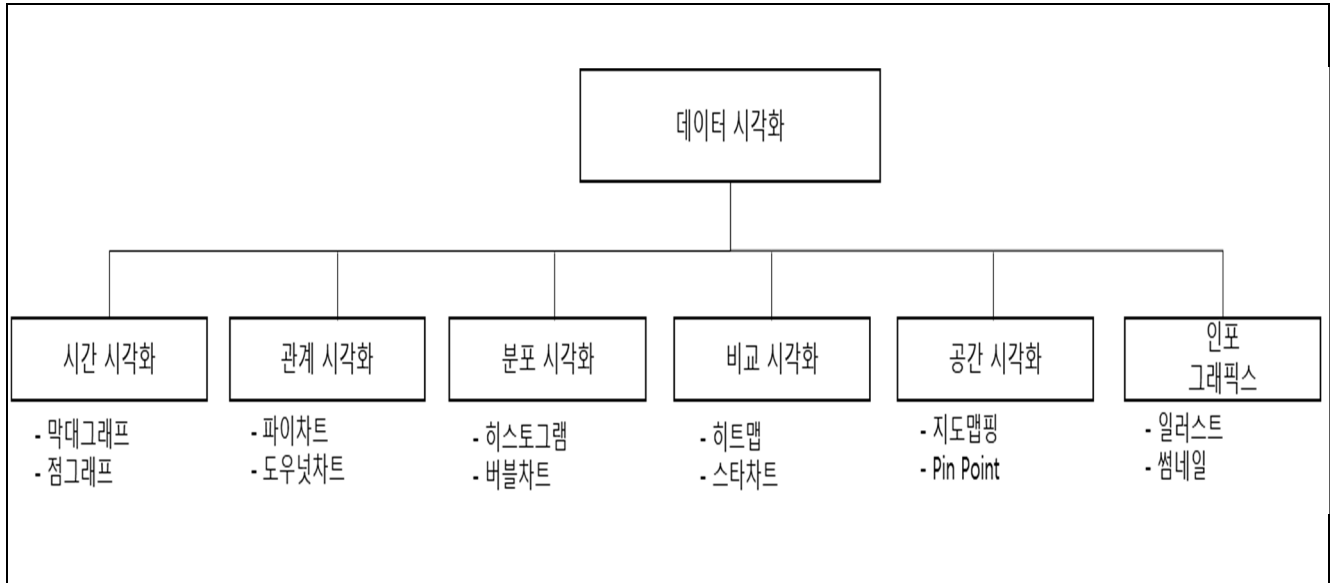 데이터 시각화
시간 시각화
- 막대그래프
- 점그래프
관계 시각화
- 파이차트
- 도우넛차트
분포 시각화
- 히스토그램
- 버블차트
비교 시각화
- 히트맵
- 스타차트
공간 시각화
- 지도맵핑
- Pin Point
인포
그래픽스
- 일러스트
- 썸네일